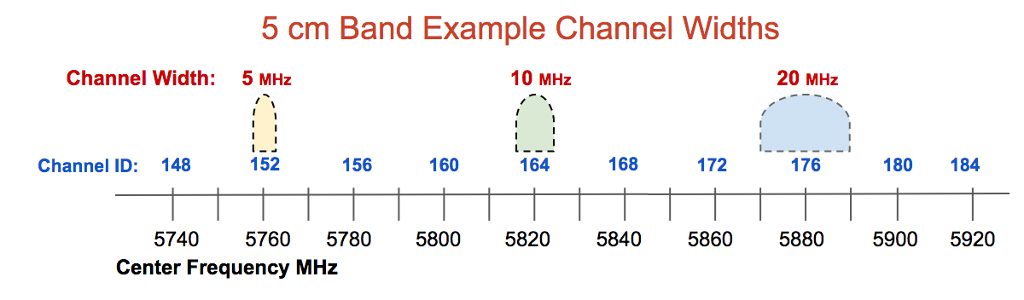 5 cm Band Example Channel Widths
Channel Width: 5 MHz 10 MHz 20 MHz
Channel ID: 148 152 156 160 164 168 172 176 180 184
5740 5760 5780 5800 5820 5840 5860 5880 5900 5920
Center Frequency MHz